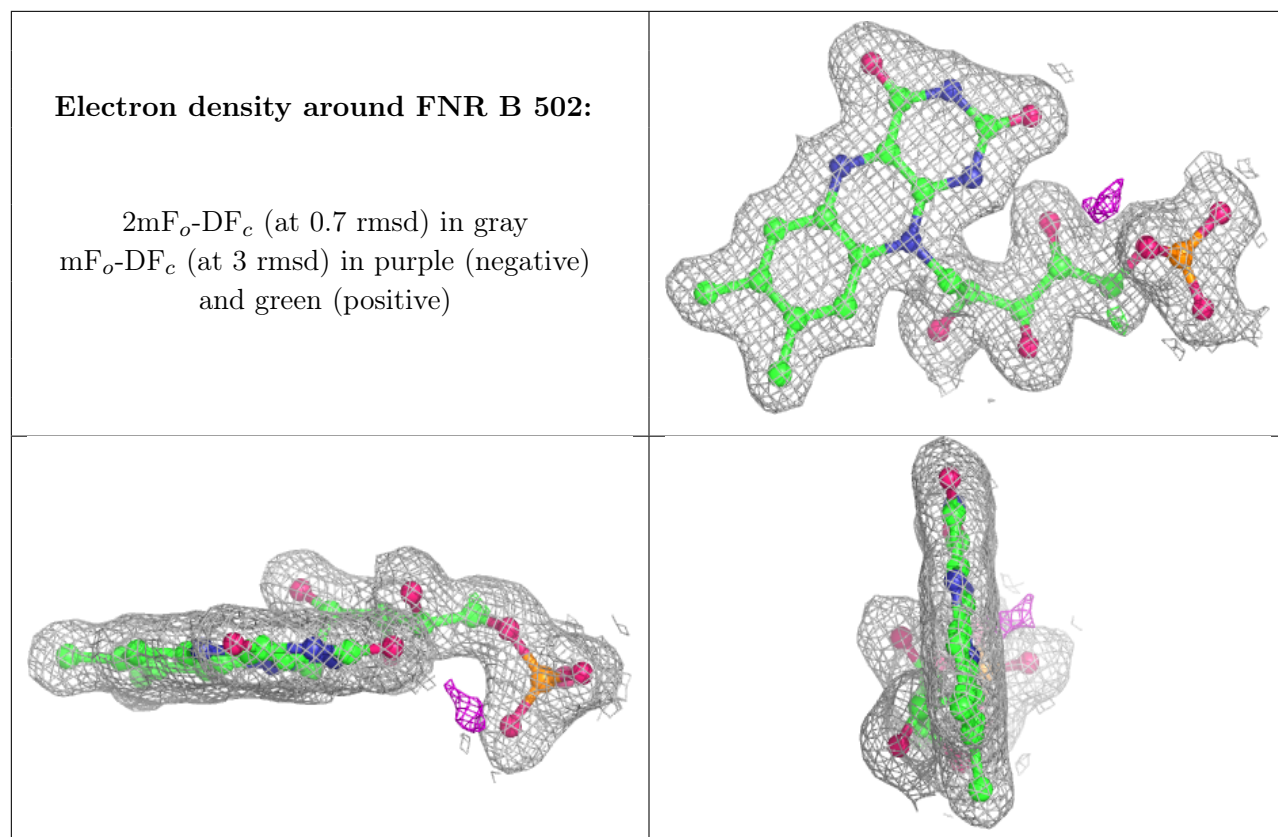 Electron density around FNR B 502:
2mFo-DFc (at 0.7 rmsd) in gray
mFo-DFc (at 3 rmsd) in purple (negative)
and green (positive)